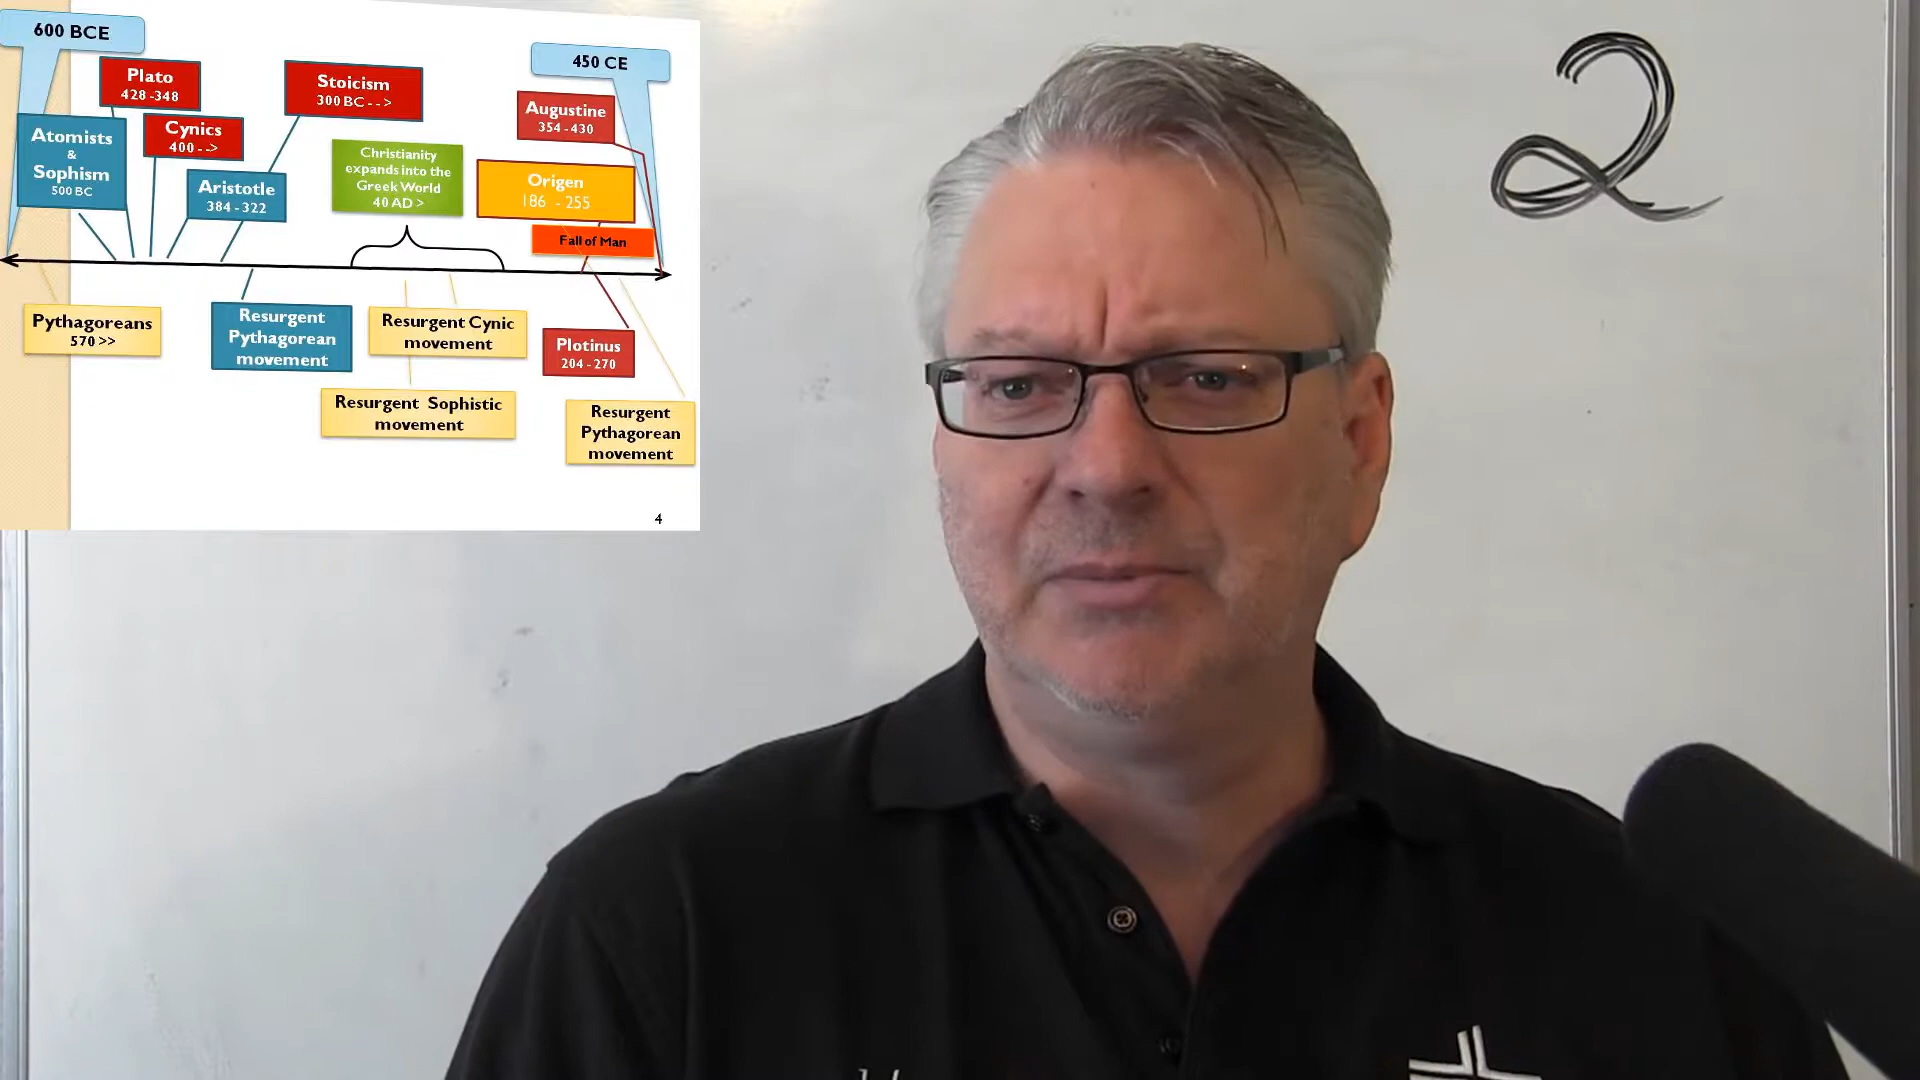 600 BCE
450 CE
Plato
428 -348
Stoicism
300 BC - - >
Augustine
354 - 430
Cynics
400 - ->
Atomists
&
Sophism
500 BC
Aristotle
384 - 322
Christianity
expands into the
Greek World
40 AD >
Origen
186 - 255
Fall of Man
Pythagoreans
570 >>
Resurgent
Pythagorean
movement
Resurgent Cynic
movement
Plotinus
204 - 270
Resurgent Sophistic
movement
Resurgent
Pythagorean
movement
4
2